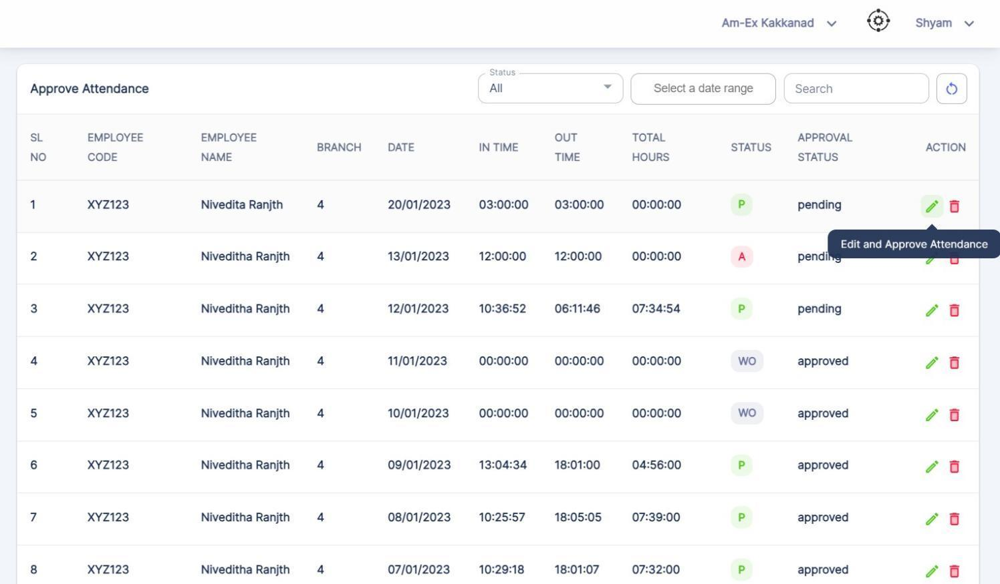 Am-Ex Kakkanad Shyam
Status
Approve Attendance All Select a date range Search
SL NO EMPLOYEE CODE EMPLOYEE NAME BRANCH DATE IN TIME OUT TIME TOTAL HOURS STATUS APPROVAL STATUS ACTION
1 XYZ123 Nivedita Ranjth 4 20/01/2023 03:00:00 03:00:00 00:00:00 P pending
Edit and Approve Attendance
2 XYZ123 Niveditha Ranjth 4 13/01/2023 12:00:00 12:00:00 00:00:00 A pending
3 XYZ123 Niveditha Ranjth 4 12/01/2023 10:36:52 06:11:46 07:34:54 P pending
4 XYZ123 Niveditha Ranjth 4 11/01/2023 00:00:00 00:00:00 00:00:00 WO approved
5 XYZ123 Niveditha Ranjth 4 10/01/2023 00:00:00 00:00:00 00:00:00 WO approved
6 XYZ123 Niveditha Ranjth 4 09/01/2023 13:04:34 18:01:00 04:56:00 P approved
7 XYZ123 Niveditha Ranjth 4 08/01/2023 10:25:57 18:05:05 07:39:00 P approved
8 XYZ123 Niveditha Ranjth 4 07/01/2023 10:29:18 18:01:07 07:32:00 P approved